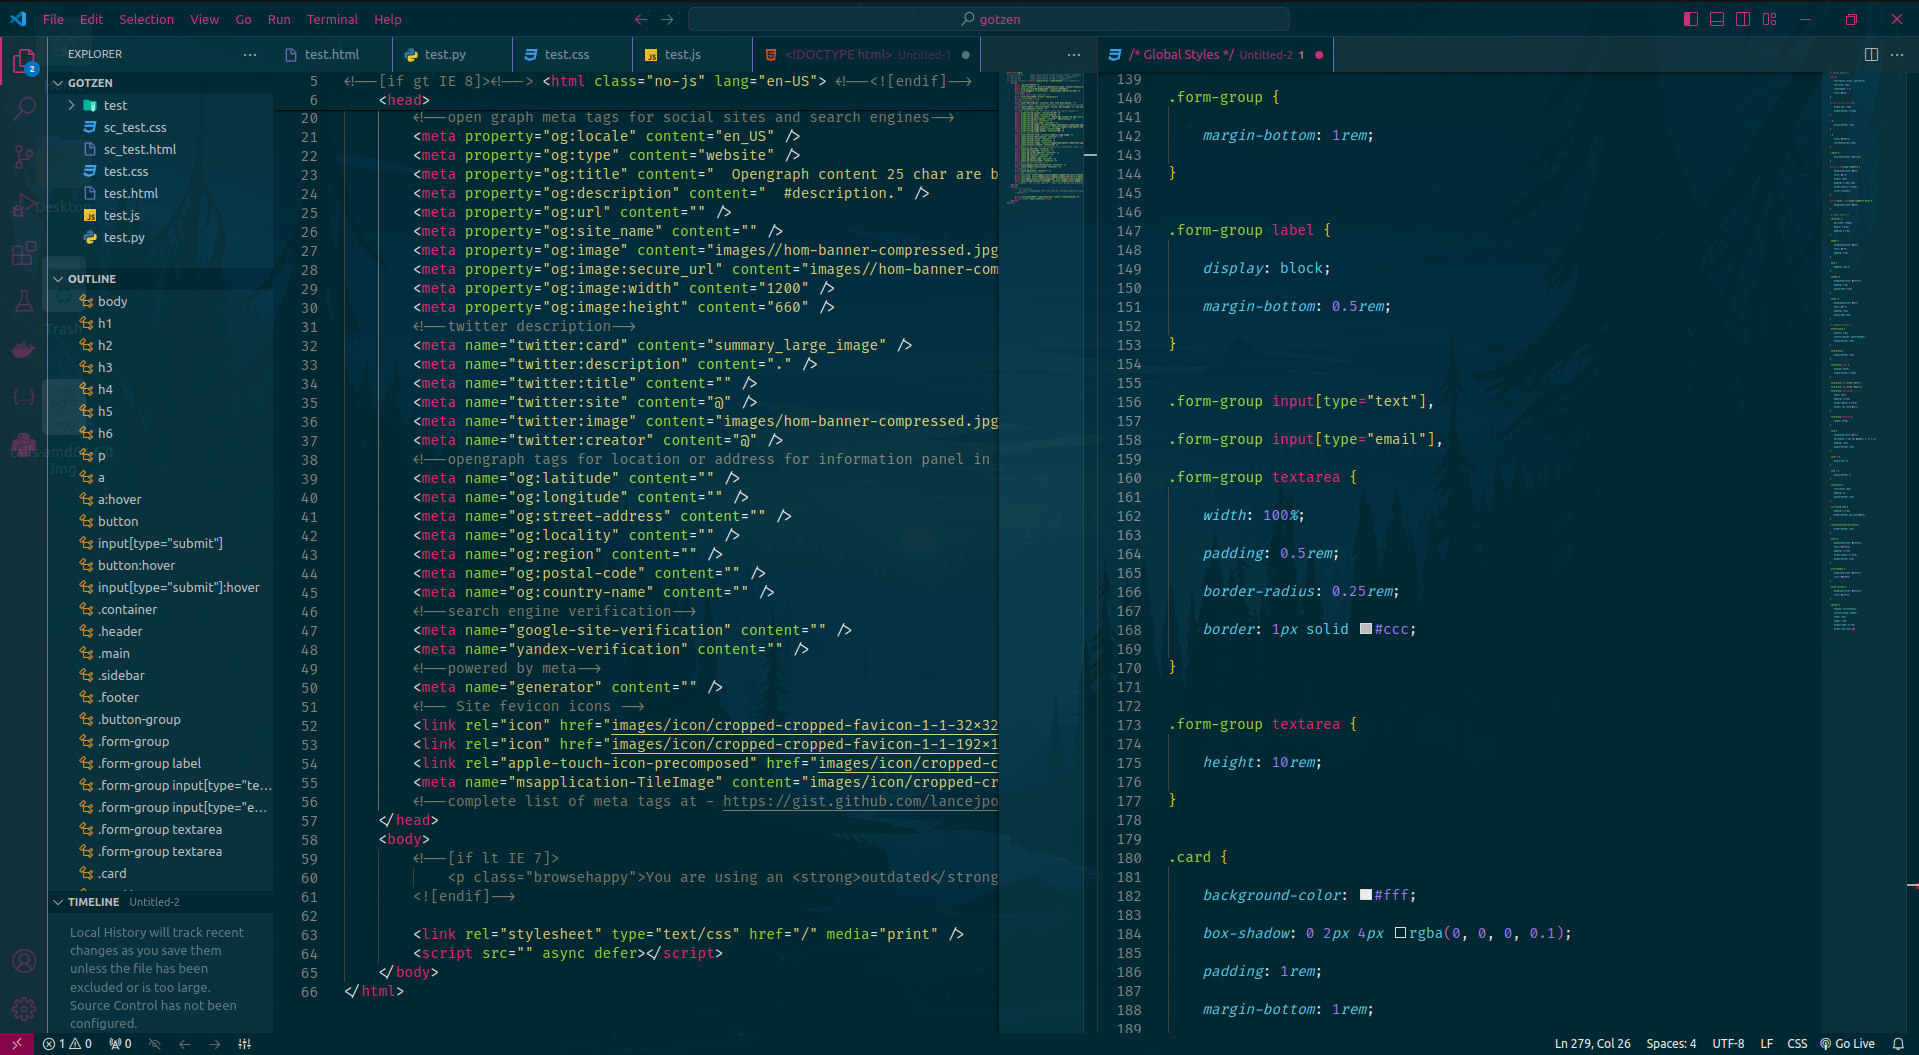 File Edit Selection View Go Run Terminal Help
gotzen
EXPLORER
GOTZEN
test
sc_test.css
sc_test.html
test.css
test.html
test.js
test.py
OUTLINE
body
h1
h2
h3
h4
h5
h6
p
a
a:hover
button
input[type="submit"]
button:hover
input[type="submit"]:hover
.container
.header
.main
.sidebar
.footer
.button-group
.form-group
.form-group label
.form-group input[type="te...
.form-group input[type="e...
.form-group textarea
.form-group textarea
.card
TIMELINE Untitled-2
Local History will track recent
changes as you save them
unless the file has been
excluded or is too large.
Source Control has not been
configured.
2
Desktop
Trash
test.html test.py test.css test.js <!DOCTYPE html> Untitled-1
5 <!--[if gt IE 8]><!--> <html class="no-js" lang="en-US"> <!--<![endif]-->
6 <head>
20 <!--open graph meta tags for social sites and search engines-->
21 <meta property="og:locale" content="en_US" />
22 <meta property="og:type" content="website" />
23 <meta property="og:title" content="  Opengraph content 25 char are b
24 <meta property="og:description" content="  #description." />
25 <meta property="og:url" content="" />
26 <meta property="og:site_name" content="" />
27 <meta property="og:image" content="images//hom-banner-compressed.jpg
28 <meta property="og:image:secure_url" content="images//hom-banner-com
29 <meta property="og:image:width" content="1200" />
30 <meta property="og:image:height" content="660" />
31 <!--twitter description-->
32 <meta name="twitter:card" content="summary_large_image" />
33 <meta name="twitter:description" content="." />
34 <meta name="twitter:title" content="" />
35 <meta name="twitter:site" content="@" />
36 <meta name="twitter:image" content="images/hom-banner-compressed.jpg
37 <meta name="twitter:creator" content="@" />
38 <!--opengraph tags for location or address for information panel in
39 <meta name="og:latitude" content="" />
40 <meta name="og:longitude" content="" />
41 <meta name="og:street-address" content="" />
42 <meta name="og:locality" content="" />
43 <meta name="og:region" content="" />
44 <meta name="og:postal-code" content="" />
45 <meta name="og:country-name" content="" />
46 <!--search engine verification-->
47 <meta name="google-site-verification" content="" />
48 <meta name="yandex-verification" content="" />
49 <!--powered by meta-->
50 <meta name="generator" content="" />
51 <!-- Site fevicon icons -->
52 <link rel="icon" href="images/icon/cropped-cropped-favicon-1-1-32×32
53 <link rel="icon" href="images/icon/cropped-cropped-favicon-1-1-192×1
54 <link rel="apple-touch-icon-precomposed" href="images/icon/cropped-c
55 <meta name="msapplication-TileImage" content="images/icon/cropped-cr
56 <!--complete list of meta tags at - https://gist.github.com/lancejpo
57 </head>
58 <body>
59 <!--[if lt IE 7]>
60 <p class="browsehappy">You are using an <strong>outdated</strong
61 <![endif]-->
62
63 <link rel="stylesheet" type="text/css" href="/" media="print" />
64 <script src="" async defer></script>
65 </body>
66 </html>
/* Global Styles */ Untitled-2 1
139
140 .form-group {
141
142 margin-bottom: 1rem;
143
144 }
145
146
147 .form-group label {
148
149 display: block;
150
151 margin-bottom: 0.5rem;
152
153 }
154
155
156 .form-group input[type="text"],
157
158 .form-group input[type="email"],
159
160 .form-group textarea {
161
162 width: 100%;
163
164 padding: 0.5rem;
165
166 border-radius: 0.25rem;
167
168 border: 1px solid #ccc;
169
170 }
171
172
173 .form-group textarea {
174
175 height: 10rem;
176
177 }
178
179
180 .card {
181
182 background-color: #fff;
183
184 box-shadow: 0 2px 4px rgba(0, 0, 0, 0.1);
185
186 padding: 1rem;
187
188 margin-bottom: 1rem;
189
1 0 0
Ln 279, Col 26 Spaces: 4 UTF-8 LF CSS Go Live